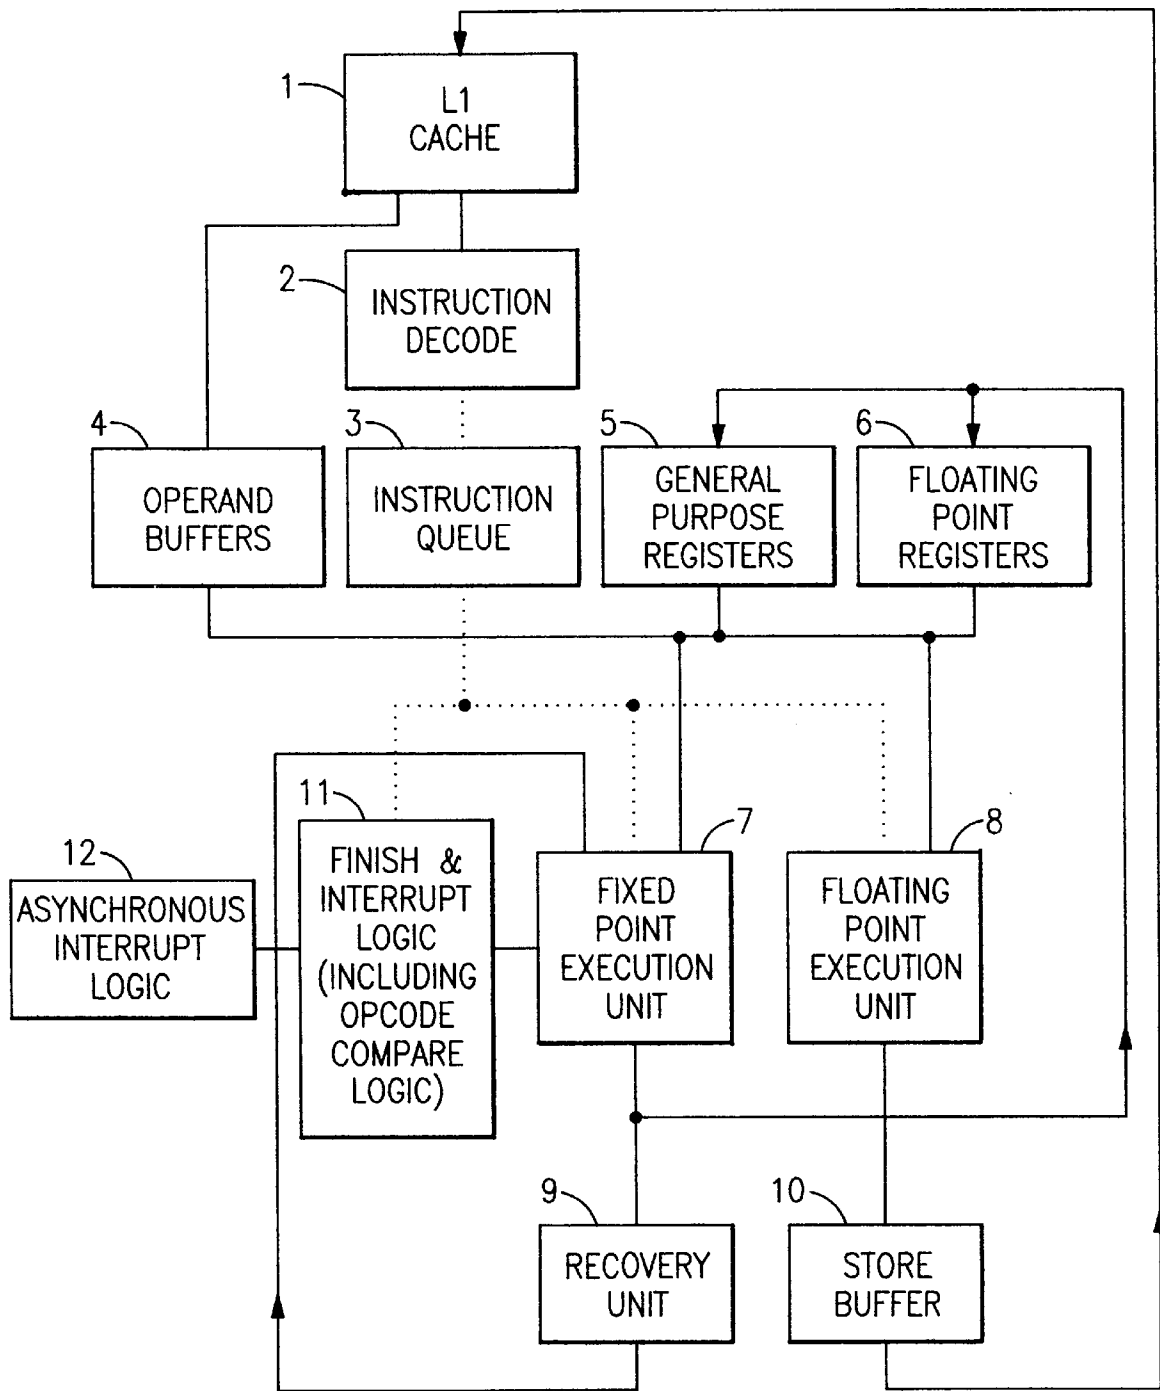 1
L1
CACHE
2
INSTRUCTION
DECODE
4
OPERAND
BUFFERS
3
INSTRUCTION
QUEUE
5
GENERAL
PURPOSE
REGISTERS
6
FLOATING
POINT
REGISTERS
12
ASYNCHRONOUS
INTERRUPT
LOGIC
11
FINISH &
INTERRUPT
LOGIC
(INCLUDING
OPCODE
COMPARE
LOGIC)
7
FIXED
POINT
EXECUTION
UNIT
8
FLOATING
POINT
EXECUTION
UNIT
9
RECOVERY
UNIT
10
STORE
BUFFER